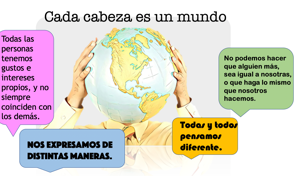 Cada cabeza es un mundo
Todas las
personas
tenemos
gustos e
intereses
propios, y no
siempre
coinciden con
los demás.
No podemos hacer
que alguien más,
sea igual a nosotras,
o que haga lo mismo
que nosotras
hacemos.
Todas y todos
pensamos
diferente.
NOS EXPRESAMOS DE
DISTINTAS MANERAS.